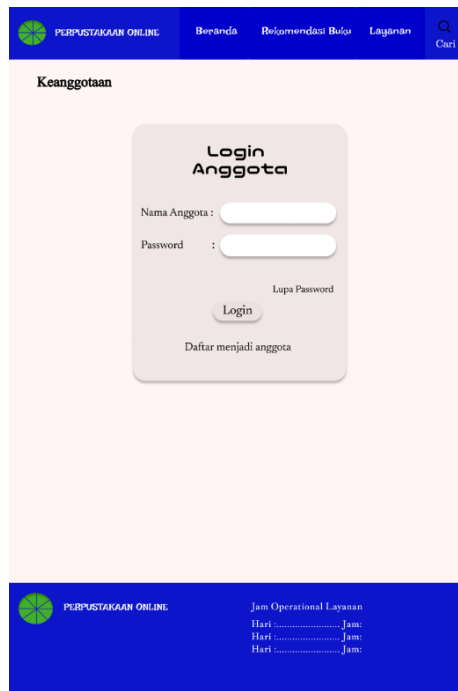 PERPUSTAKAAN ONLINE Beranda Rekomendasi Buku Layanan Cari
Keanggotaan
Login
Anggota
Nama Anggota :
Password :
Lupa Password
Login
Daftar menjadi anggota
PERPUSTAKAAN ONLINE
Jam Operational Layanan
Hari :........................ Jam:
Hari :........................ Jam:
Hari :........................ Jam: